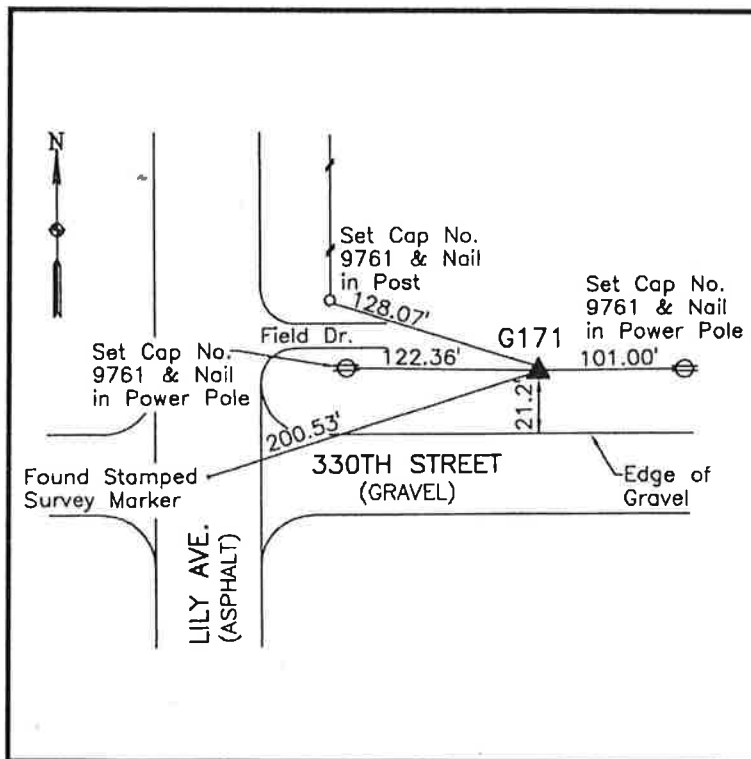 N
Set Cap No.
9761 & Nail
in Post
128.07'
Set Cap No.
9761 & Nail
in Power Pole
G171
Field Dr.
Set Cap No.
9761 & Nail
in Power Pole
122.36'
101.00'
21.2'
200.53'
Found Stamped
Survey Marker
330TH STREET
(GRAVEL)
Edge of
Gravel
LILY AVE.
(ASPHALT)